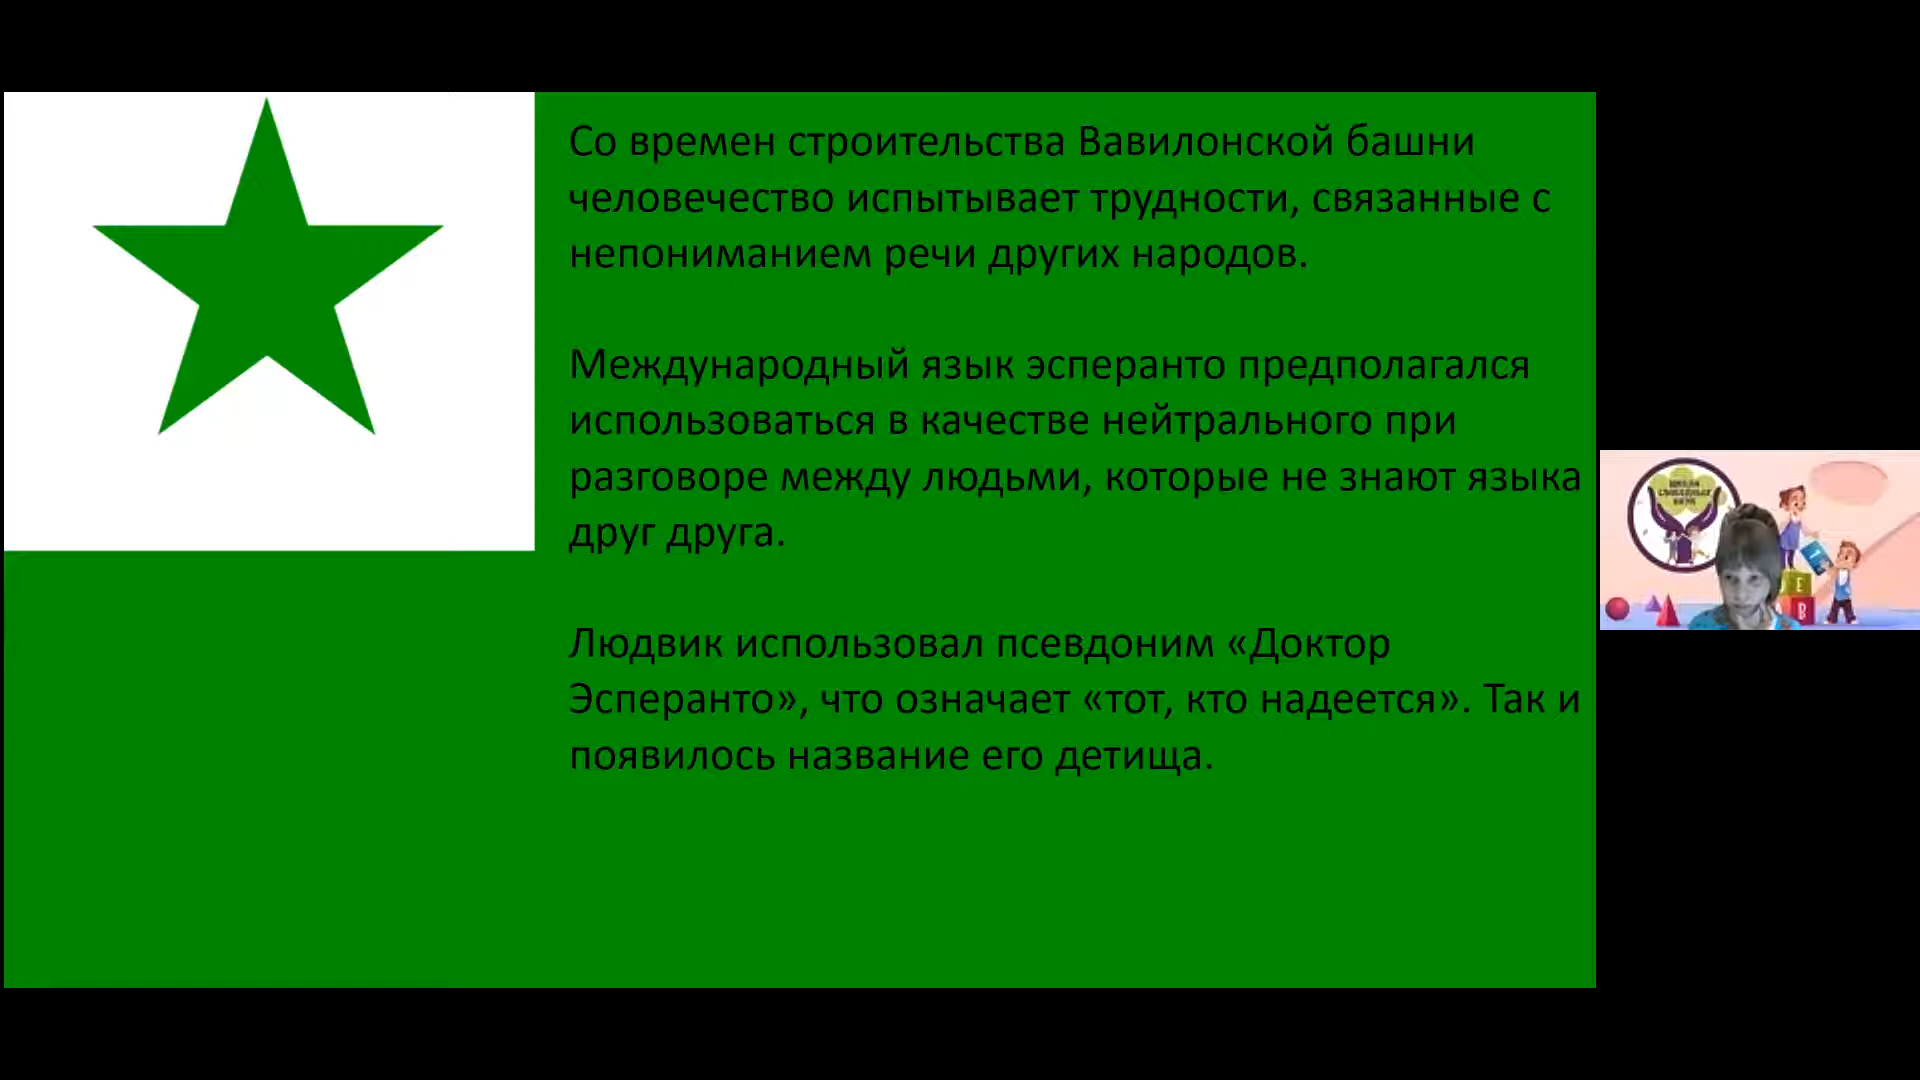 Со времен строительства Вавилонской башни
человечество испытывает трудности, связанные с
непониманием речи других народов.
Международный язык эсперанто предполагался
использоваться в качестве нейтрального при
разговоре между людьми, которые не знают языка
друг друга.
Людвик использовал псевдоним «Доктор
Эсперанто», что означает «тот, кто надеется». Так и
появилось название его детища.
Е
В